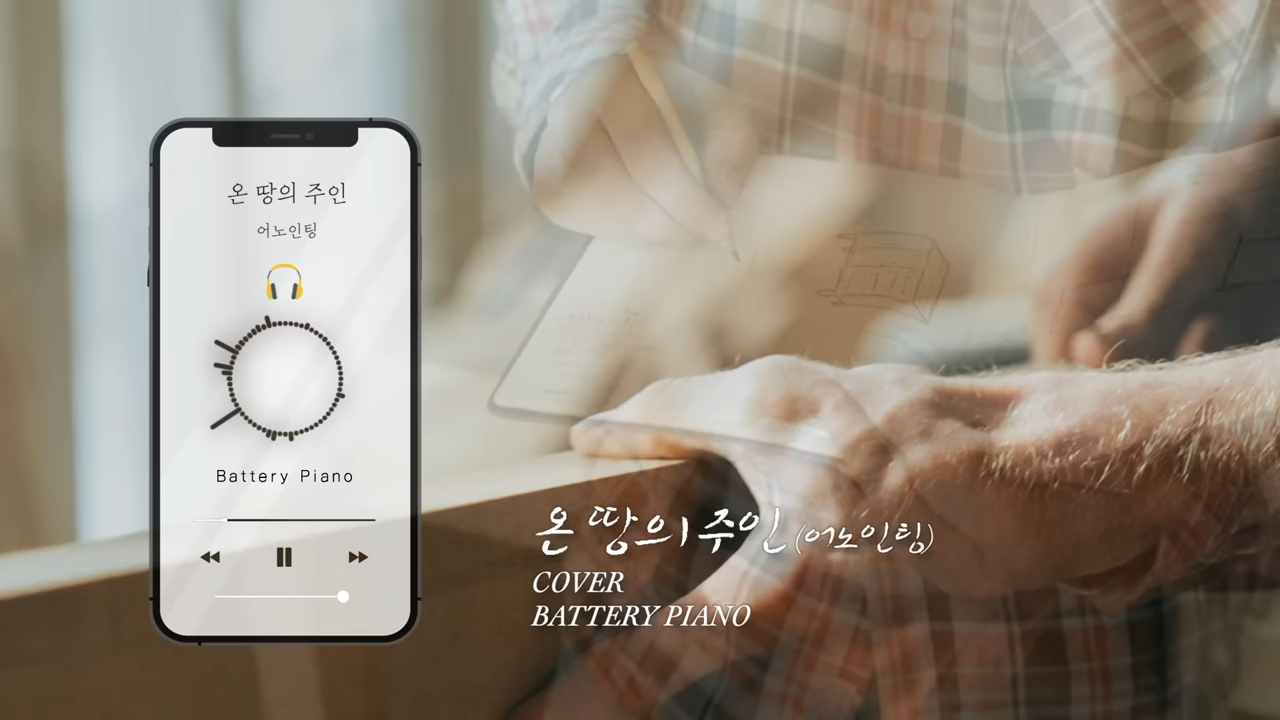 온 땅의 주인
어노인팅
Battery Piano
온 땅의 주인 (어노인팅)
COVER
BATTERY PIANO